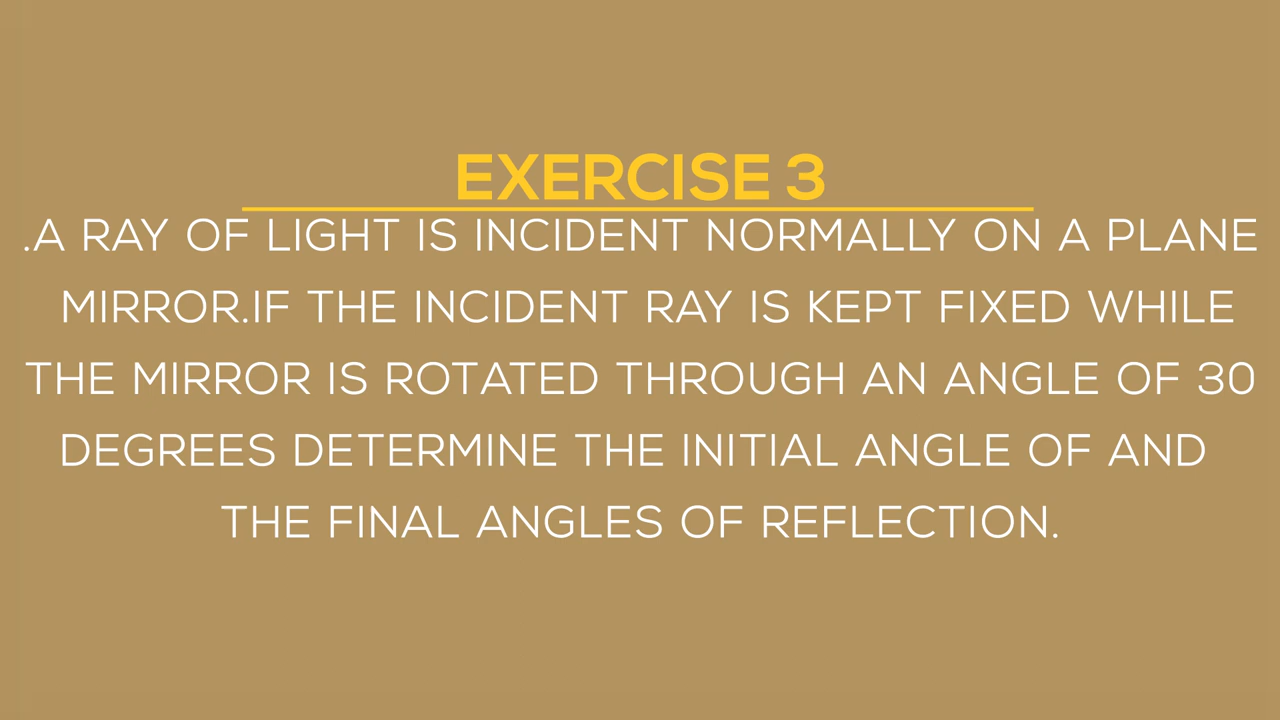 EXERCISE 3
.A RAY OF LIGHT IS INCIDENT NORMALLY ON A PLANE
MIRROR.IF THE INCIDENT RAY IS KEPT FIXED WHILE
THE MIRROR IS ROTATED THROUGH AN ANGLE OF 30
DEGREES DETERMINE THE INITIAL ANGLE OF AND
THE FINAL ANGLES OF REFLECTION.